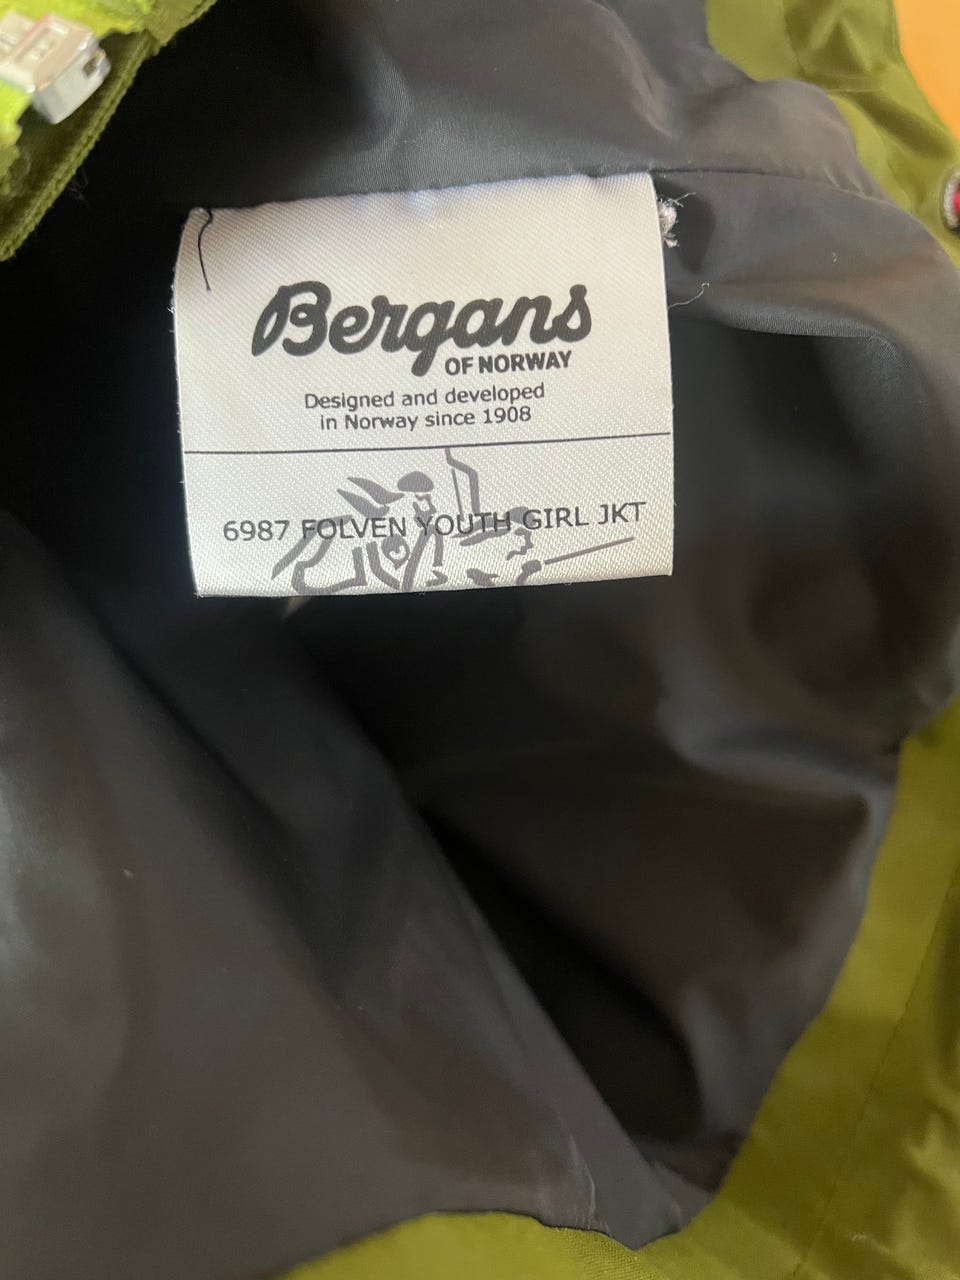 Bergans
OF NORWAY
Designed and developed
in Norway since 1908
6987 FOLVEN YOUTH GIRL JKT